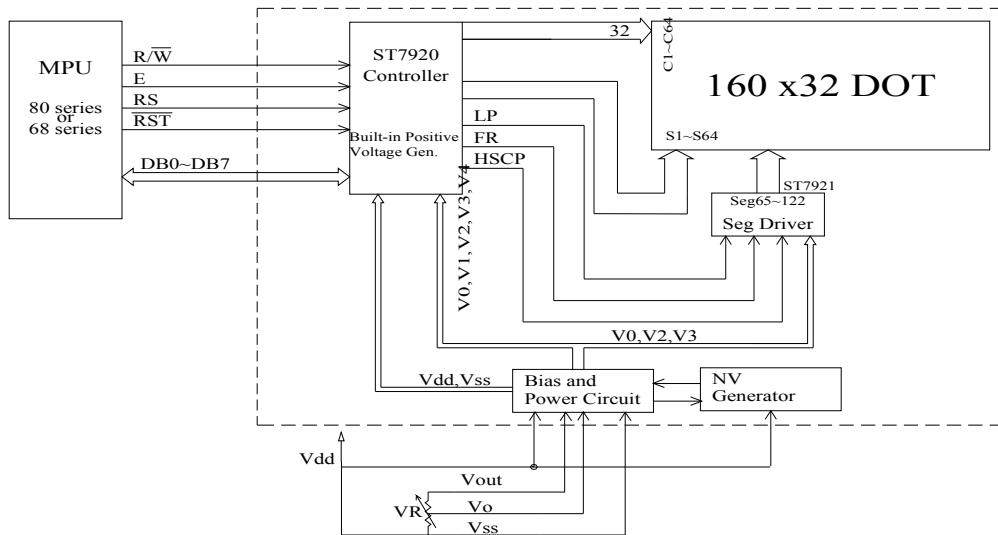 MPU
80 series
or
68 series
R/W̅
E
RS
R̅S̅T̅
DB0~DB7
ST7920
Controller
Built-in Positive
Voltage Gen.
32
LP
FR
HSCP
V0,V1,V2,V3,V4
C1~C64
160 x32 DOT
S1~S64
ST7921
Seg65~122
Seg Driver
V0,V2,V3
Vdd,Vss
Bias and
Power Circuit
NV
Generator
Vdd
Vout
VR
Vo
Vss